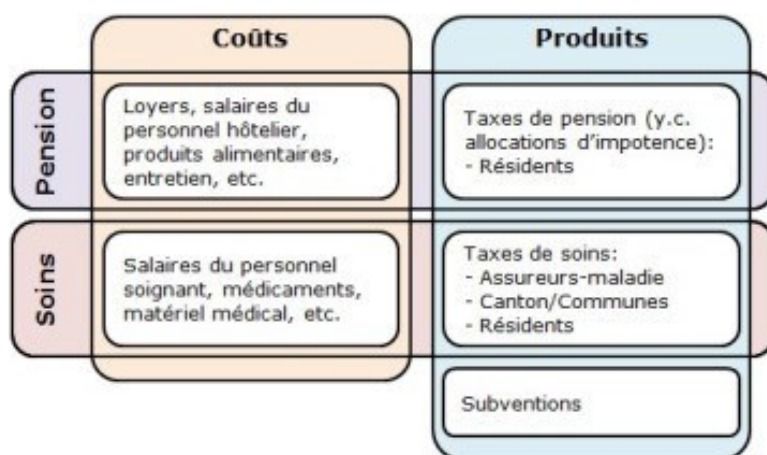 Coûts
Produits
Pension
Loyers, salaires du
personnel hôtelier,
produits alimentaires,
entretien, etc.
Taxes de pension (y.c.
allocations d'impotence):
- Résidents
Soins
Salaires du personnel
soignant, médicaments,
matériel médical, etc.
Taxes de soins:
- Assureurs-maladie
- Canton/Communes
- Résidents
Subventions